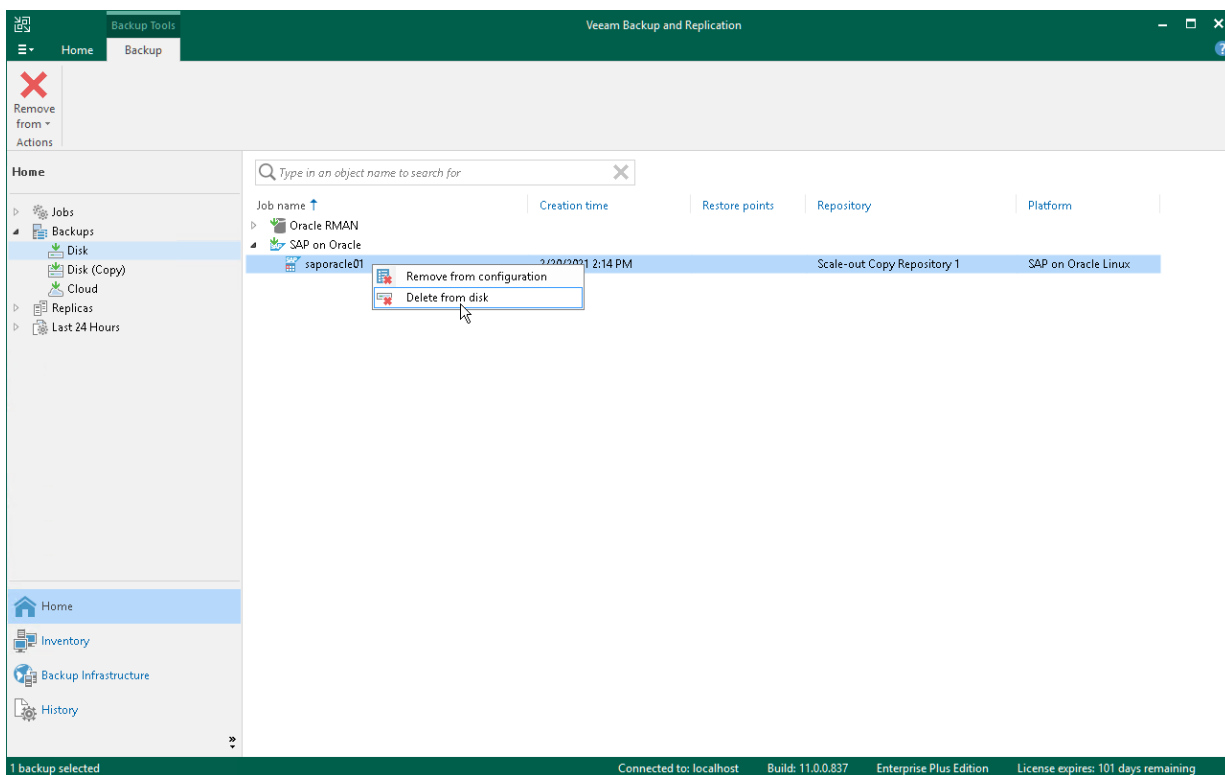 Backup Tools
Veeam Backup and Replication
Home Backup
Remove
from
Actions
Home
Type in an object name to search for
Job name Creation time Restore points Repository Platform
Jobs
Backups
Disk
Disk (Copy)
Cloud
Replicas
Last 24 Hours
Oracle RMAN
SAP on Oracle
saporacle01 2/20/2021 2:14 PM Scale-out Copy Repository 1 SAP on Oracle Linux
Remove from configuration
Delete from disk
Home
Inventory
Backup Infrastructure
History
1 backup selected Connected to: localhost Build: 11.0.0.837 Enterprise Plus Edition License expires: 101 days remaining